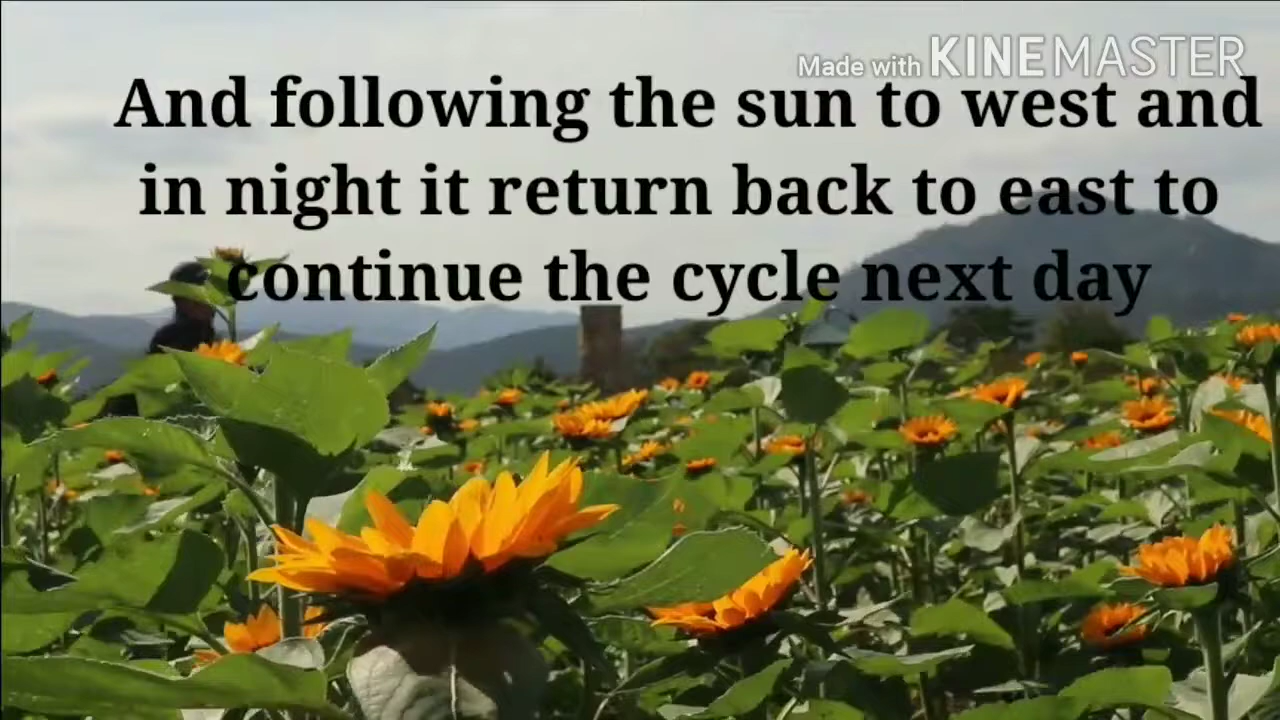 Made with KINEMASTER
And following the sun to west and
in night it return back to east to
continue the cycle next day